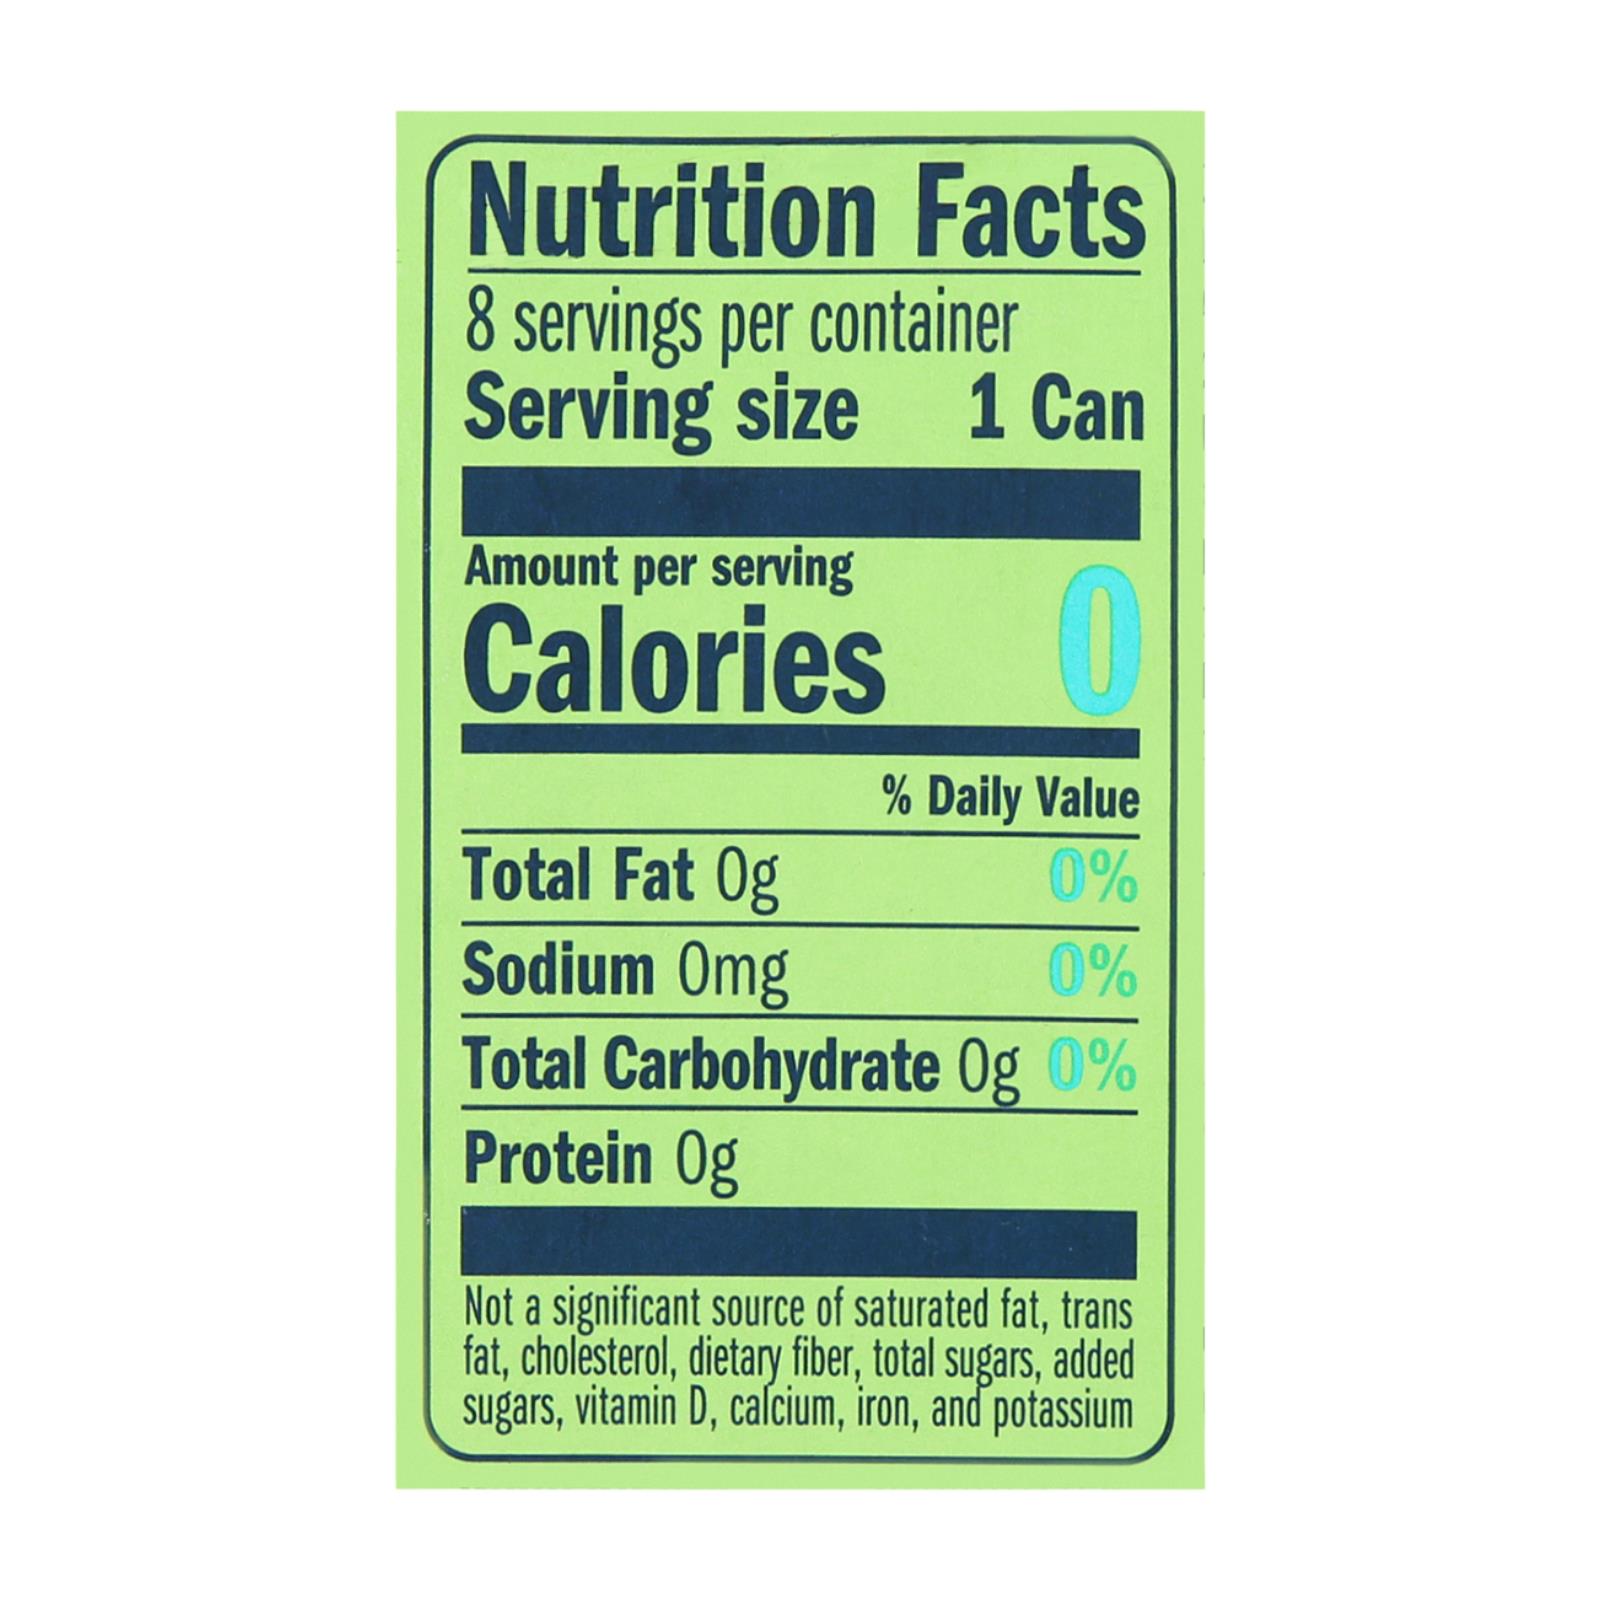 Nutrition Facts
8 servings per container
Serving size 1 Can
Amount per serving
Calories 0
% Daily Value
Total Fat 0g 0%
Sodium 0mg 0%
Total Carbohydrate 0g 0%
Protein 0g
Not a significant source of saturated fat, trans
fat, cholesterol, dietary fiber, total sugars, added
sugars, vitamin D, calcium, iron, and potassium